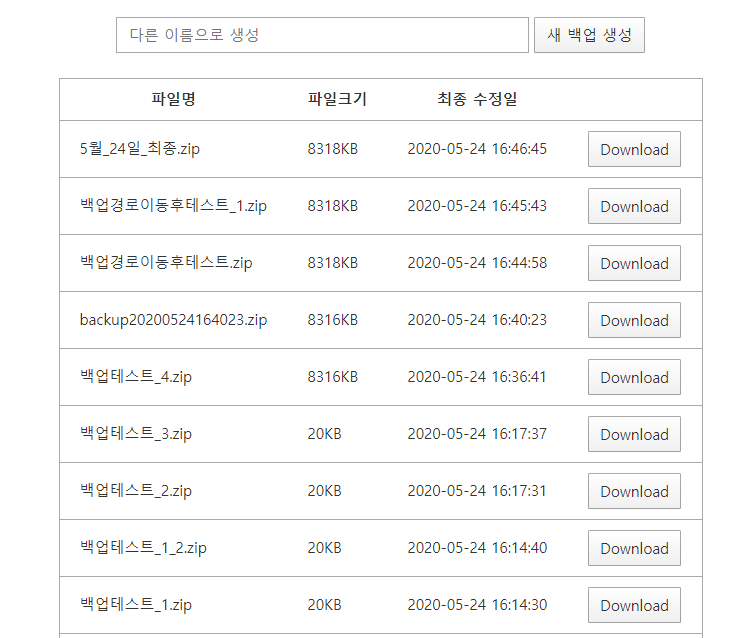 다른 이름으로 생성 새 백업 생성
파일명 파일크기 최종 수정일
5월_24일_최종.zip 8318KB 2020-05-24 16:46:45 Download
백업경로이동후테스트_1.zip 8318KB 2020-05-24 16:45:43 Download
백업경로이동후테스트.zip 8318KB 2020-05-24 16:44:58 Download
backup20200524164023.zip 8316KB 2020-05-24 16:40:23 Download
백업테스트_4.zip 8316KB 2020-05-24 16:36:41 Download
백업테스트_3.zip 20KB 2020-05-24 16:17:37 Download
백업테스트_2.zip 20KB 2020-05-24 16:17:31 Download
백업테스트_1_2.zip 20KB 2020-05-24 16:14:40 Download
백업테스트_1.zip 20KB 2020-05-24 16:14:30 Download